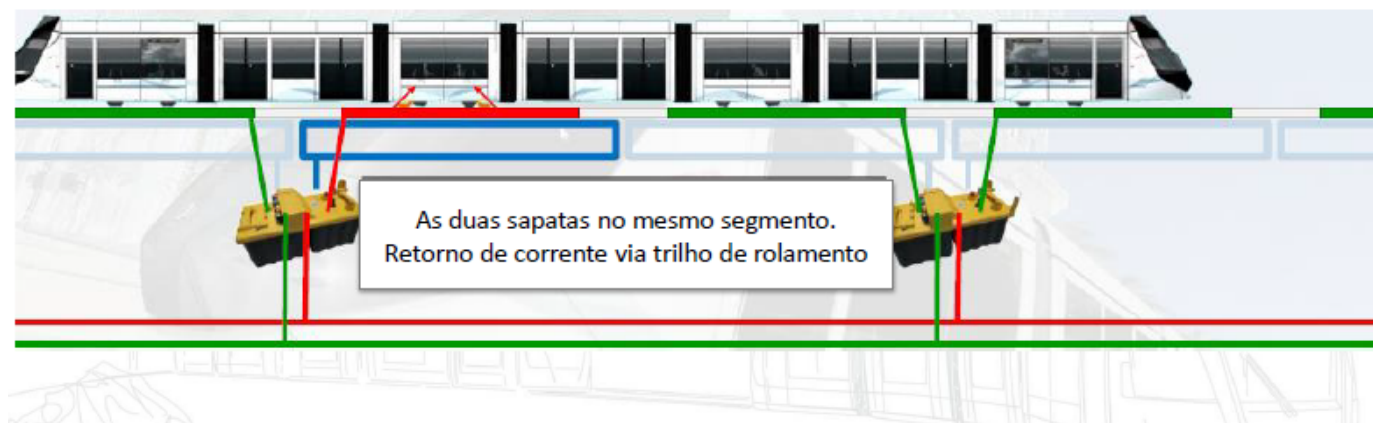 As duas sapatas no mesmo segmento.
Retorno de corrente via trilho de rolamento